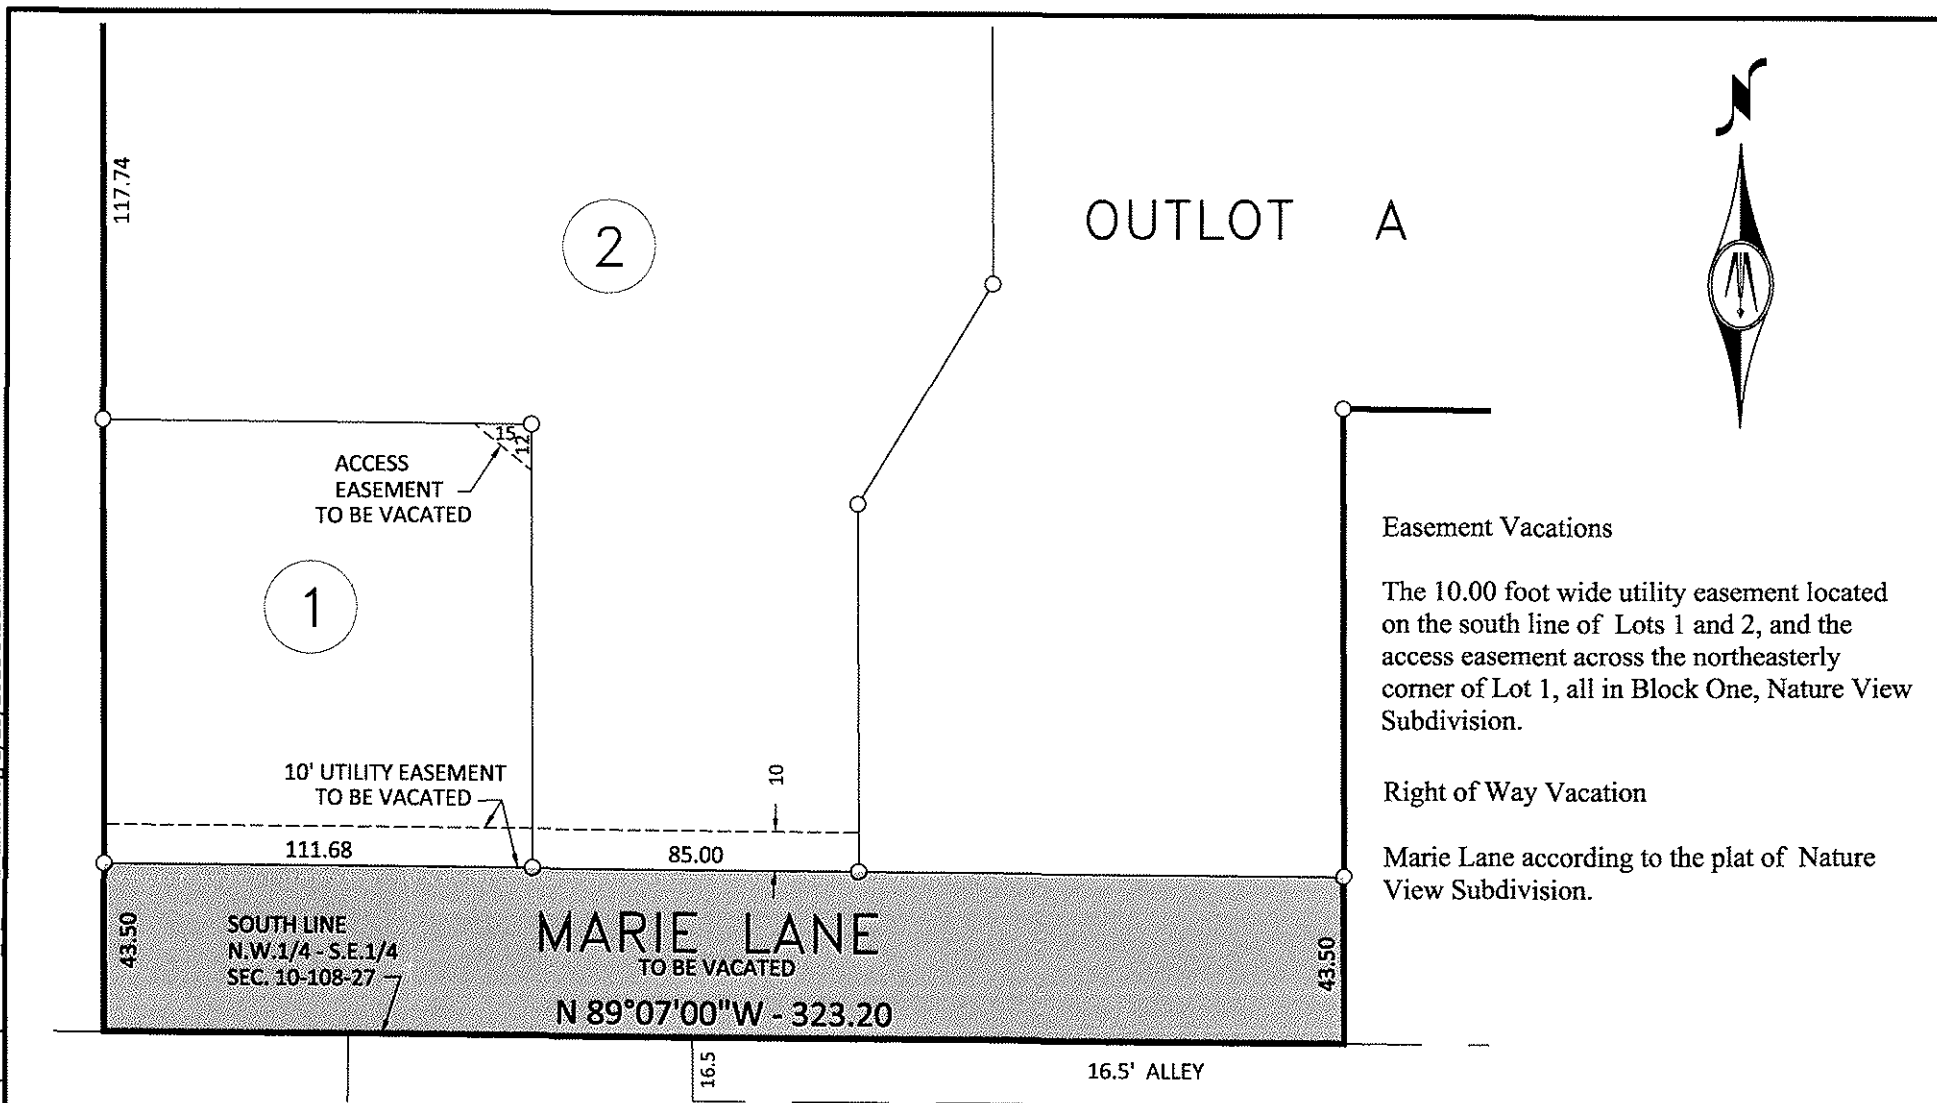 N
117.74
2
OUTLOT A
15
12
ACCESS
EASEMENT
TO BE VACATED
1
Easement Vacations
The 10.00 foot wide utility easement located
on the south line of Lots 1 and 2, and the
access easement across the northeasterly
corner of Lot 1, all in Block One, Nature View
Subdivision.
10' UTILITY EASEMENT
TO BE VACATED
10
Right of Way Vacation
111.68
85.00
Marie Lane according to the plat of Nature
View Subdivision.
43.50
SOUTH LINE
N.W.1/4 - S.E.1/4
SEC. 10-108-27
MARIE LANE
TO BE VACATED
N 89°07'00"W - 323.20
43.50
16.5
16.5' ALLEY